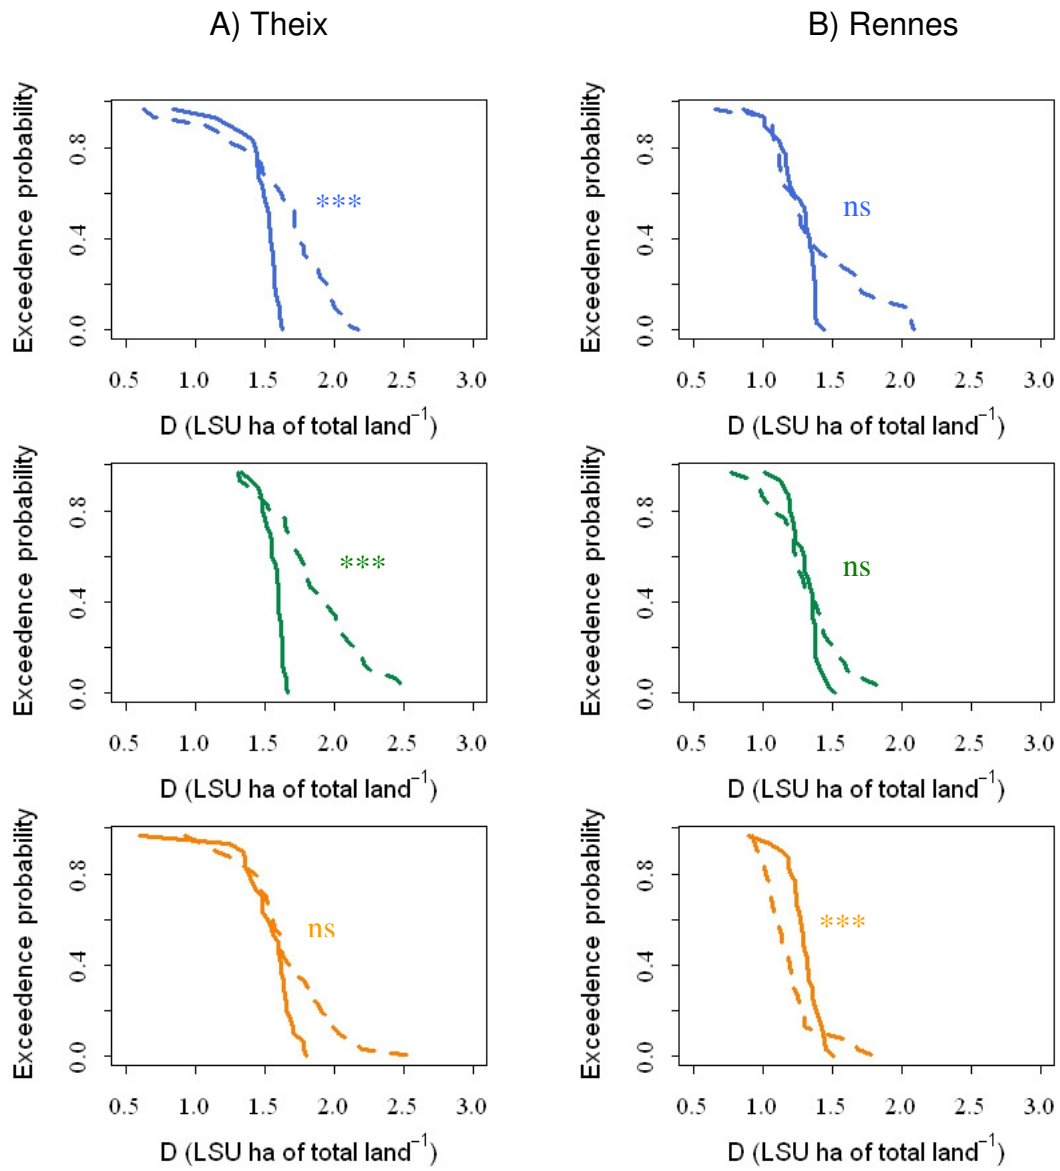 A) Theix
B) Rennes
Exceedence probability
0.0 0.4 0.8
***
0.5 1.0 1.5 2.0 2.5 3.0
D (LSU ha of total land⁻¹)
Exceedence probability
0.0 0.4 0.8
ns
0.5 1.0 1.5 2.0 2.5 3.0
D (LSU ha of total land⁻¹)
Exceedence probability
0.0 0.4 0.8
***
0.5 1.0 1.5 2.0 2.5 3.0
D (LSU ha of total land⁻¹)
Exceedence probability
0.0 0.4 0.8
ns
0.5 1.0 1.5 2.0 2.5 3.0
D (LSU ha of total land⁻¹)
Exceedence probability
0.0 0.4 0.8
ns
0.5 1.0 1.5 2.0 2.5 3.0
D (LSU ha of total land⁻¹)
Exceedence probability
0.0 0.4 0.8
***
0.5 1.0 1.5 2.0 2.5 3.0
D (LSU ha of total land⁻¹)